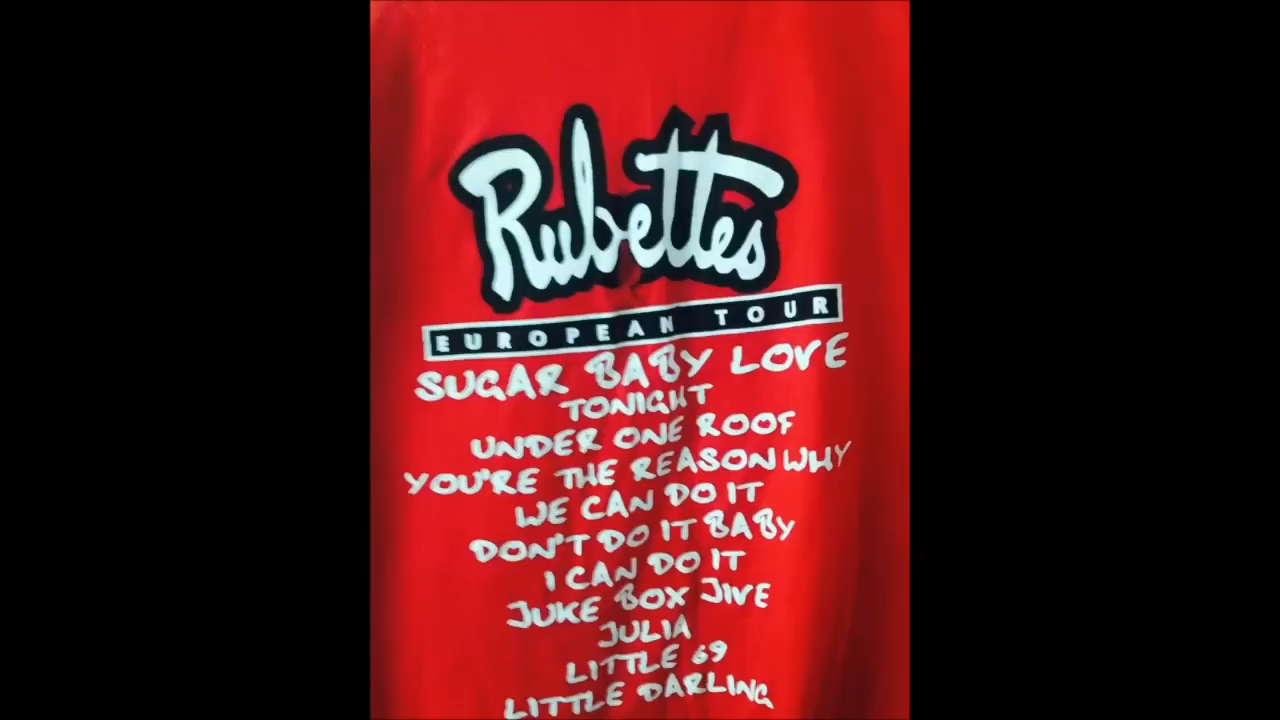 Rubettes
EUROPEAN TOUR
SUGAR BABY LOVE
TONIGHT
UNDER ONE ROOF
YOU'RE THE REASON WHY
WE CAN DO IT
DON'T DO IT BABY
I CAN DO IT
JUKE BOX JIVE
JULIA
LITTLE 69
LITTLE DARLING